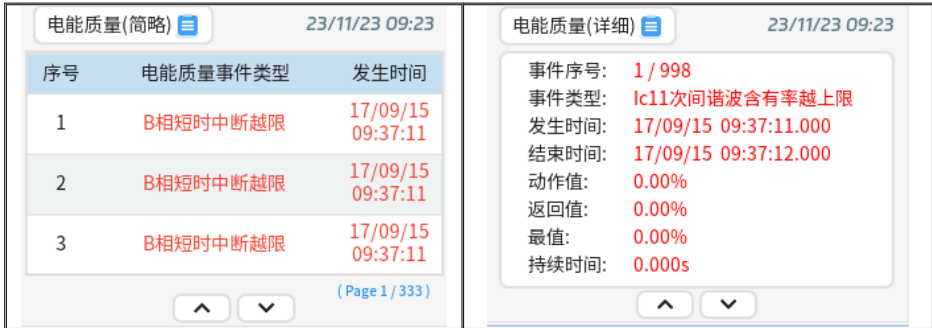 电能质量(简略)
23/11/23 09:23
序号 电能质量事件类型 发生时间
1 B相短时中断越限 17/09/15
09:37:11
2 B相短时中断越限 17/09/15
09:37:11
3 B相短时中断越限 17/09/15
09:37:11
(Page 1/333)
电能质量(详细)
23/11/23 09:23
事件序号: 1/998
事件类型: Ic11次间谐波含有率越上限
发生时间: 17/09/15 09:37:11.000
结束时间: 17/09/15 09:37:12.000
动作值: 0.00%
返回值: 0.00%
最值: 0.00%
持续时间: 0.000s